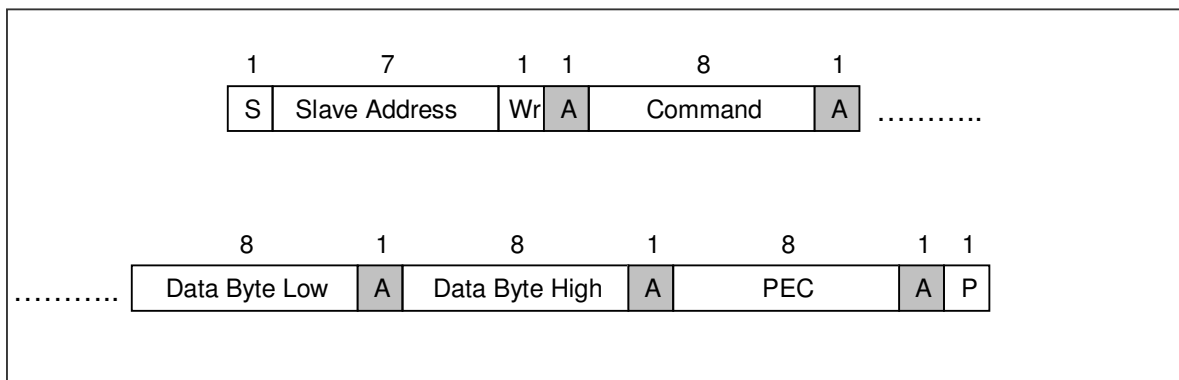 1 7 1 1 8 1
S Slave Address Wr A Command A ………..
8 1 8 1 8 1 1
……….. Data Byte Low A Data Byte High A PEC A P